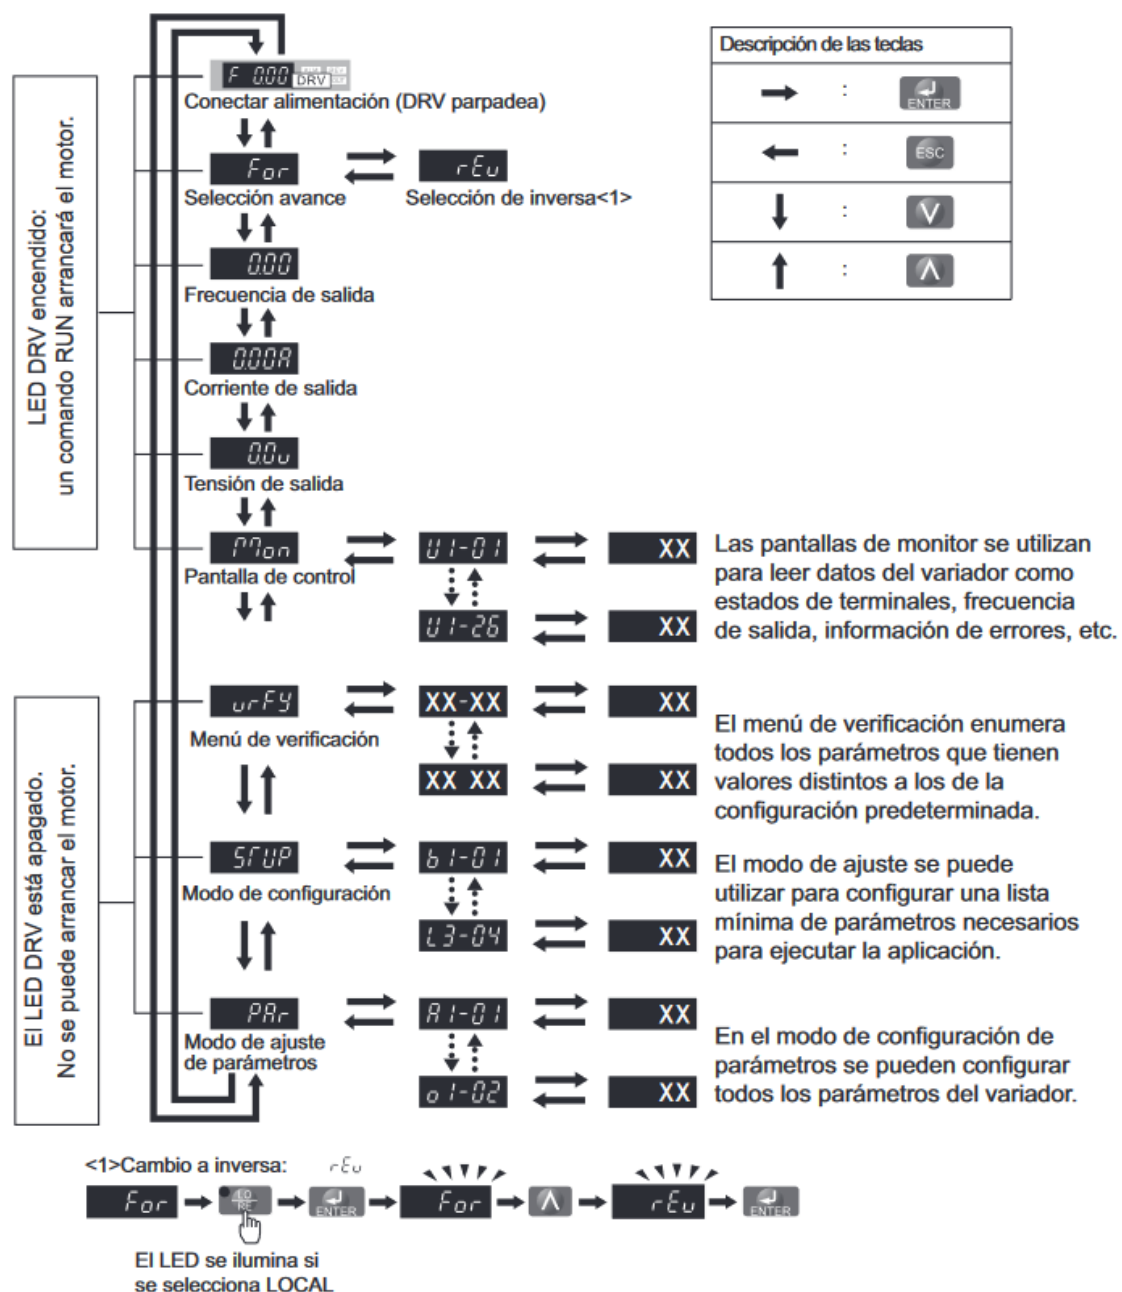 Descripción de las teclas
: ENTER
: ESC
: V
: Λ
LED DRV encendido:
un comando RUN arrancará el motor.
F 0.00 DRV
Conectar alimentación (DRV parpadea)
For
rEv
Selección avance
Selección de inversa<1>
0.00
Frecuencia de salida
0.00A
Corriente de salida
0.0v
Tensión de salida
Mon
U1-01
XX
Pantalla de control
U1-26
XX
Las pantallas de monitor se utilizan
para leer datos del variador como
estados de terminales, frecuencia
de salida, información de errores, etc.
El LED DRV está apagado.
No se puede arrancar el motor.
vrFY
XX-XX
XX
Menú de verificación
XX XX
XX
El menú de verificación enumera
todos los parámetros que tienen
valores distintos a los de la
configuración predeterminada.
STUP
b1-01
XX
Modo de configuración
L3-04
XX
El modo de ajuste se puede
utilizar para configurar una lista
mínima de parámetros necesarios
para ejecutar la aplicación.
PAr
A1-01
XX
Modo de ajuste
de parámetros
o1-02
XX
En el modo de configuración de
parámetros se pueden configurar
todos los parámetros del variador.
<1>Cambio a inversa: rEv
For LO RE ENTER For Λ rEv ENTER
El LED se ilumina si
se selecciona LOCAL